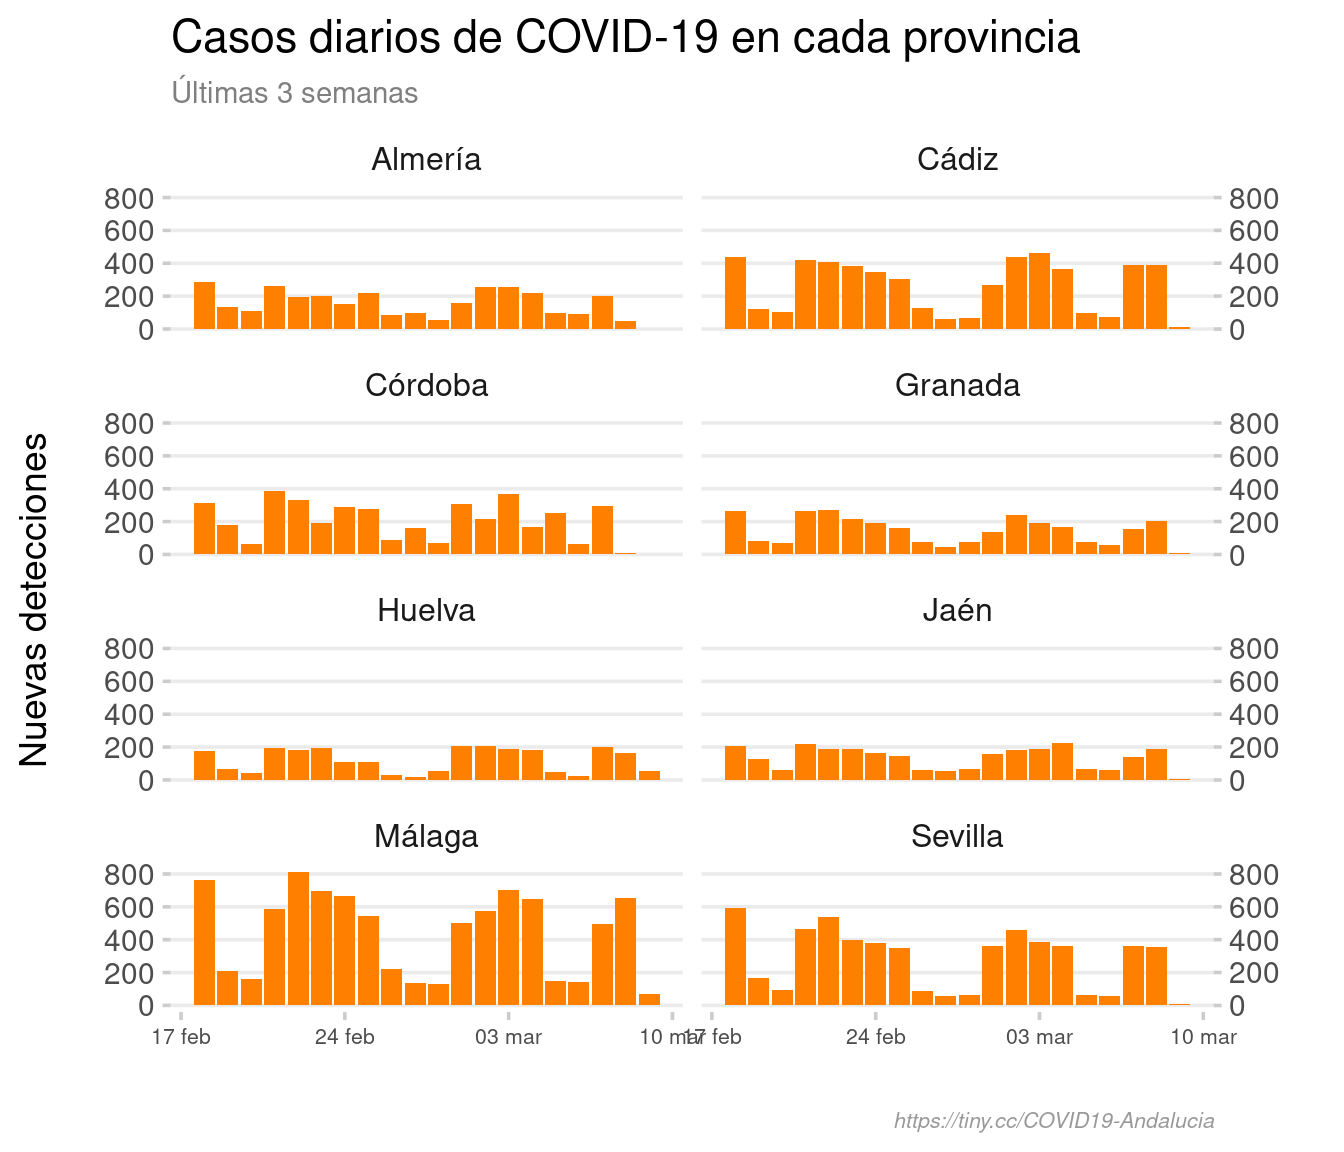 Casos diarios de COVID-19 en cada provincia
Últimas 3 semanas
Nuevas detecciones
Almería
Cádiz
800
600
400
200
0
800
600
400
200
0
Córdoba
Granada
800
600
400
200
0
800
600
400
200
0
Huelva
Jaén
800
600
400
200
0
800
600
400
200
0
Málaga
Sevilla
800
600
400
200
0
800
600
400
200
0
17 feb 24 feb 03 mar 10 mar
17 feb 24 feb 03 mar 10 mar
https://tiny.cc/COVID19-Andalucia